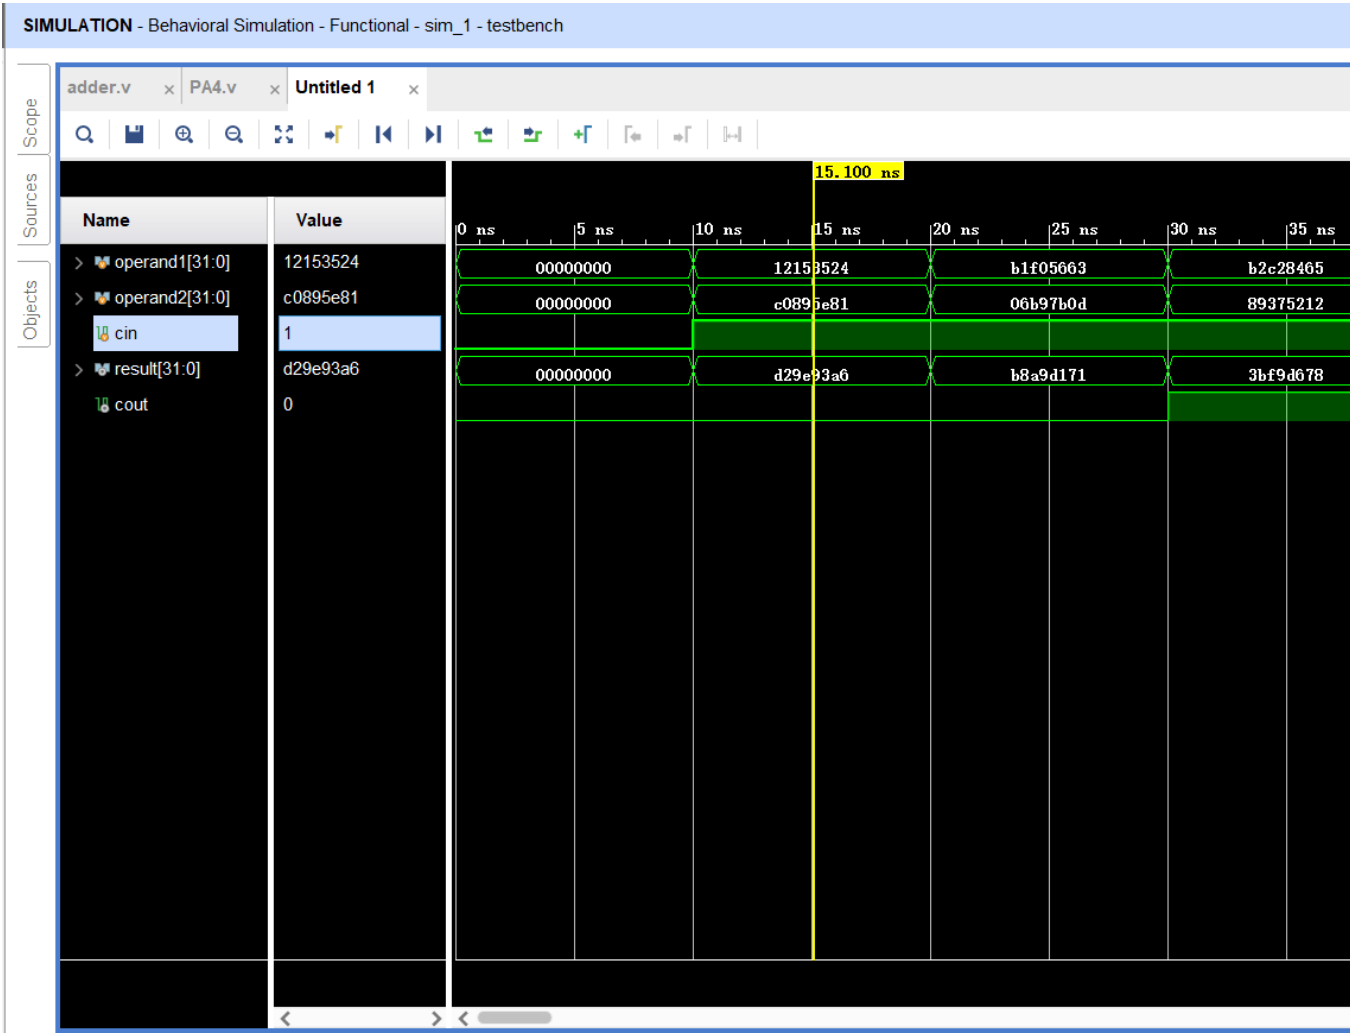 SIMULATION - Behavioral Simulation - Functional - sim_1 - testbench
Scope
Sources
Objects
adder.v × PA4.v × Untitled 1 ×
15.100 ns
Name Value
0 ns 5 ns 10 ns 15 ns 20 ns 25 ns 30 ns 35 ns
operand1[31:0] 12153524 00000000 12153524 b1f05663 b2c28465
operand2[31:0] c0895e81 00000000 c0895e81 06b97b0d 89375212
cin 1
result[31:0] d29e93a6 00000000 d29e93a6 b8a9d171 3bf9d678
cout 0